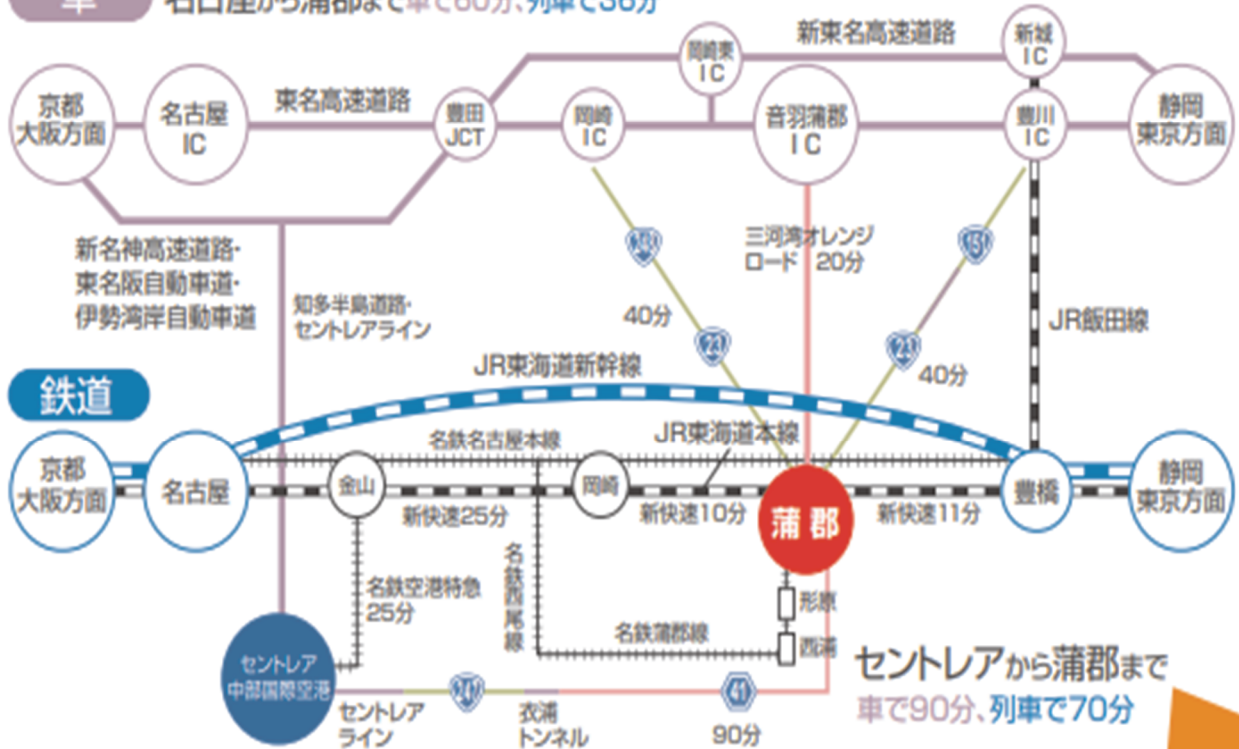 車
名古屋から蒲郡まで車で60分、列車で36分
新東名高速道路
岡崎東
IC
新城
IC
京都
大阪方面
名古屋
IC
東名高速道路
豊田
JCT
岡崎
IC
音羽蒲郡
IC
豊川
IC
静岡
東京方面
新名神高速道路・
東名阪自動車道・
伊勢湾岸自動車道
知多半島道路・
セントレアライン
三河湾オレンジ
ロード 20分
40分
23
23
40分
JR飯田線
鉄道
JR東海道新幹線
名鉄名古屋本線
JR東海道本線
京都
大阪方面
名古屋
金山
岡崎
蒲郡
豊橋
静岡
東京方面
新快速25分
新快速10分
新快速11分
名鉄空港特急
25分
名鉄西尾線
名鉄蒲郡線
形原
西浦
セントレア
中部国際空港
セントレア
ライン
247
衣浦
トンネル
41
90分
セントレアから蒲郡まで
車で90分、列車で70分